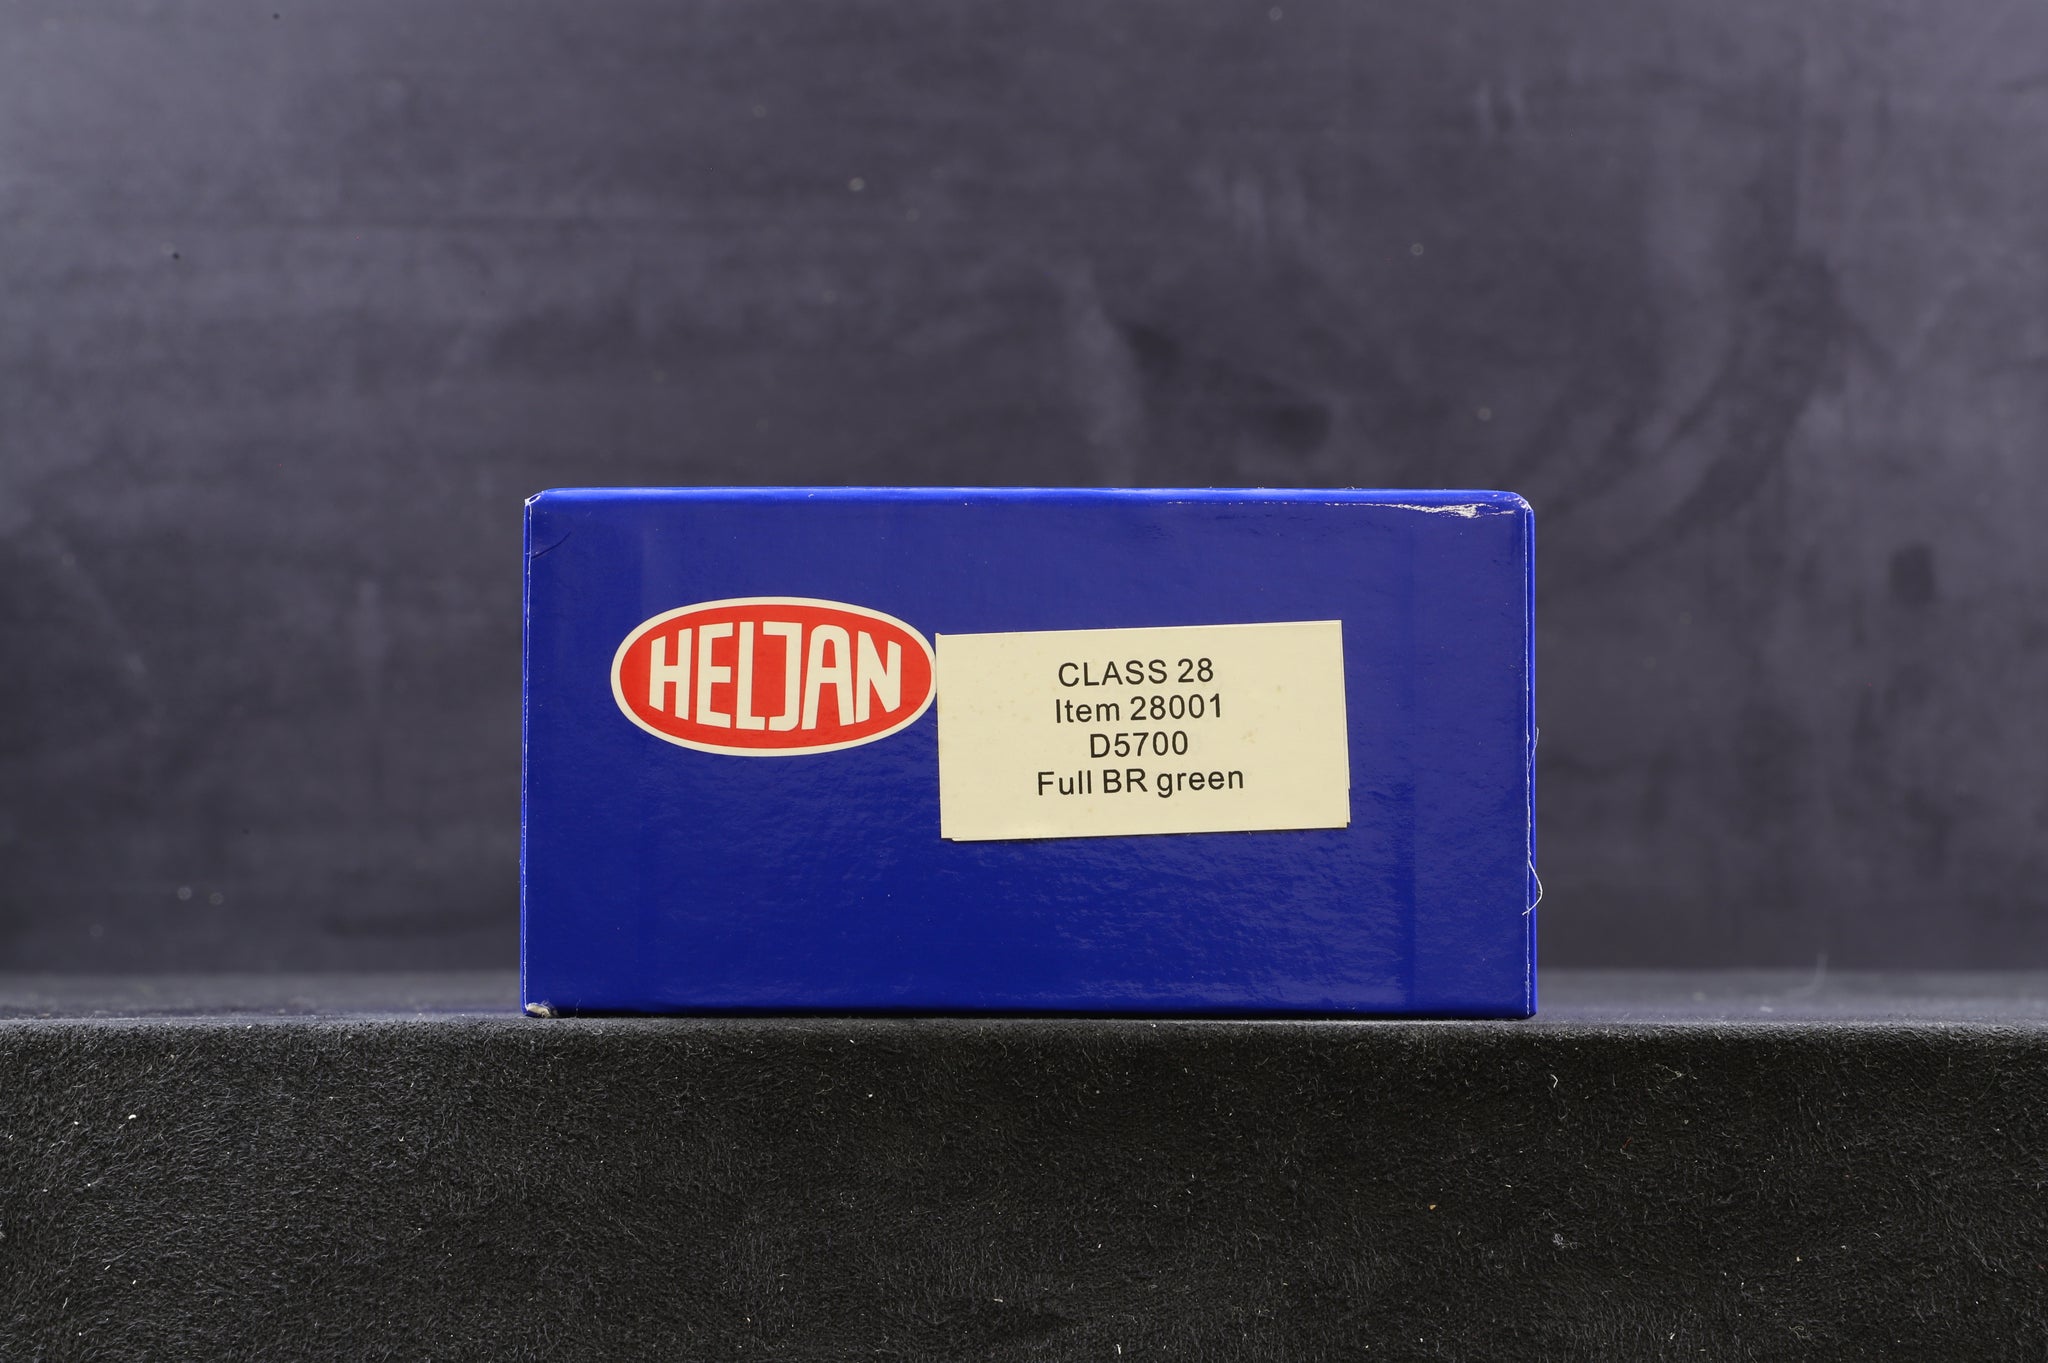 HELJAN
CLASS 28
Item 28001
D5700
Full BR green